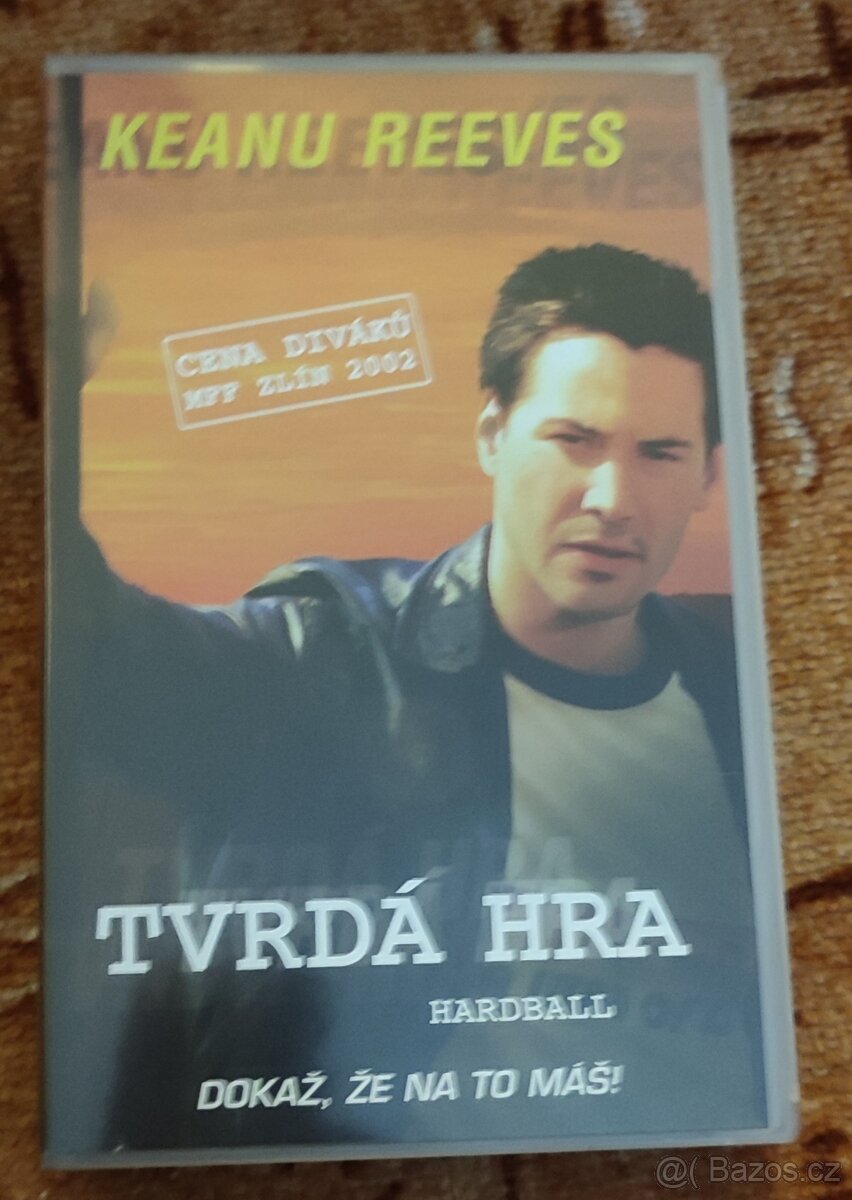 KEANU REEVES
CENA DIVÁKŮ
MFF ZLÍN 2002
TVRDÁ HRA
HARDBALL
DOKAŽ, ŽE NA TO MÁŠ!
@( Bazos.cz